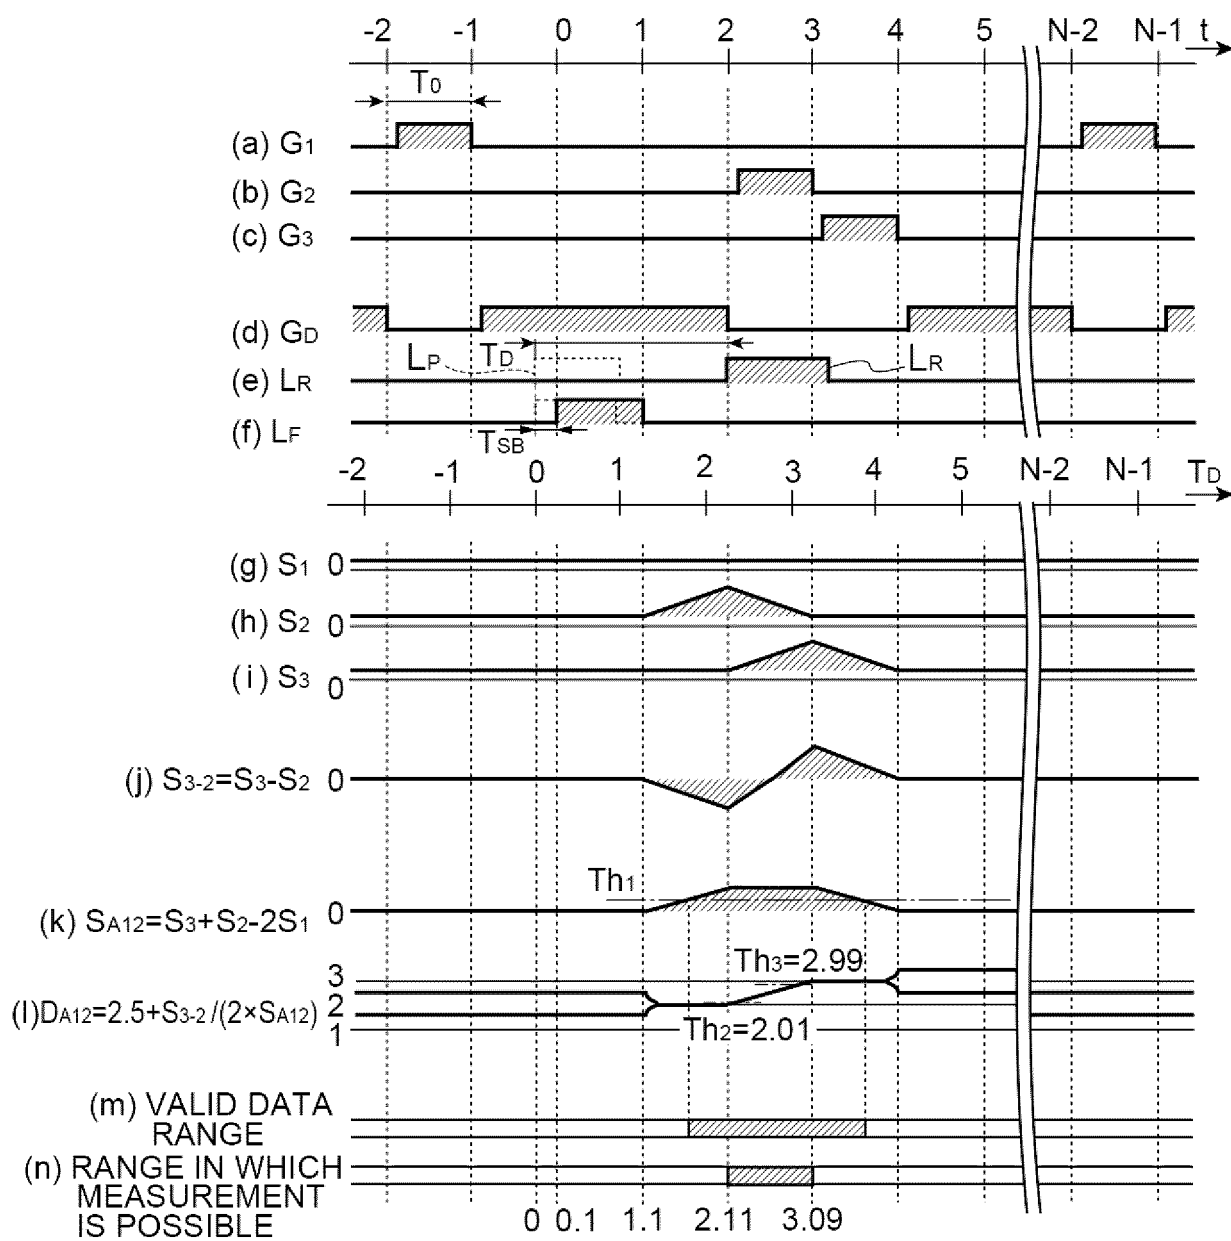 -2 -1 0 1 2 3 4 5 N-2 N-1 t
T0
(a) G1
(b) G2
(c) G3
(d) GD
LP TD LR
(e) LR
(f) LF
TSB
-2 -1 0 1 2 3 4 5 N-2 N-1 TD
(g) S1 0
(h) S2 0
(i) S3 0
(j) S3-2=S3-S2 0
Th1
(k) SA12=S3+S2-2S1 0
Th3=2.99
3
(l)DA12=2.5+S3-2/(2×SA12) 2
Th2=2.01
1
(m) VALID DATA
RANGE
(n) RANGE IN WHICH
MEASUREMENT
IS POSSIBLE
0 0.1 1.1 2.11 3.09